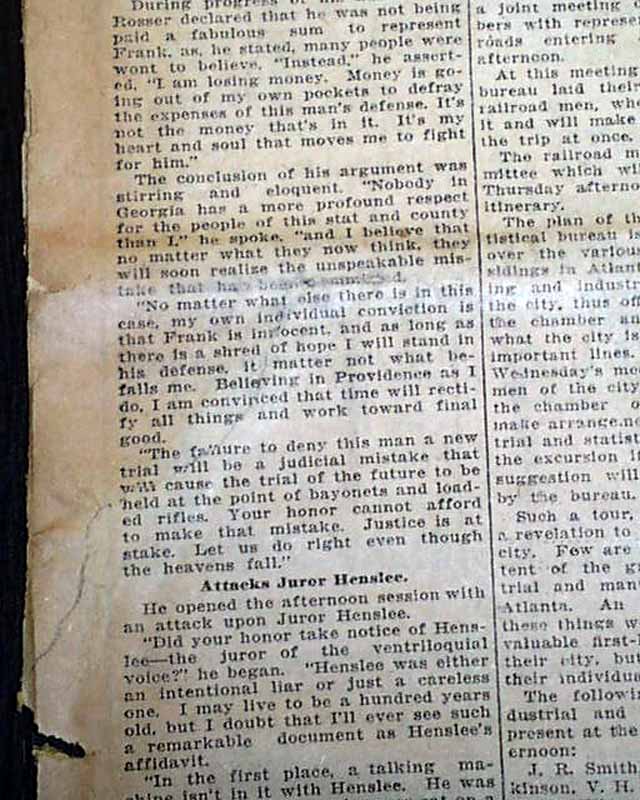 During progress of his
Rosser declared that he was not being
paid a fabulous sum to represent
Frank, as, he stated, many people were
wont to believe. "Instead," he assert-
ed, "I am losing money. Money is go-
ing out of my own pockets to defray
the expenses of this man's defense. It's
not the money that's in it. It's my
heart and soul that moves me to fight
for him."
The conclusion of his argument was
stirring and eloquent. "Nobody in
Georgia has a more profound respect
for the people of this stat and county
than I," he spoke, "and I believe that
no matter what they now think, they
will soon realize the unspeakable mis-
take that has been committed.
"No matter what else there is in this
case, my own individual conviction is
that Frank is innocent, and as long as
there is a shred of hope I will stand in
his defense, it matter not what be-
falls me. Believing in Providence as I
do, I am convinced that time will recti-
fy all things and work toward final
good.
"The failure to deny this man a new
trial will be a judicial mistake that
will cause the trial of the future to be
held at the point of bayonets and load-
ed rifles. Your honor cannot afford
to make that mistake. Justice is at
stake. Let us do right even though
the heavens fall."
Attacks Juror Henslee.
He opened the afternoon session with
an attack upon Juror Henslee.
"Did your honor take notice of Hens-
lee—the juror of the ventriloquial
voice?" he began. "Henslee was either
an intentional liar or just a careless
one. I may live to be a hundred years
old, but I doubt that I'll ever see such
a remarkable document as Henslee's
affidavit.
"In the first place, a talking ma-
chine isn't in it with Henslee. He was
a joint meeting
bers with represe
roads entering
afternoon.
At this meeting
bureau laid their
railroad men, wh
it and will make
the trip at once.
The railroad m
mittee which wi
Thursday afterno
itinerary.
The plan of th
tistical bureau is
over the various
sidings in Atlan
ing and industri
the city, thus of
the chamber an
what the city is
important lines.
Wednesday's mee
men of the city
the chamber o
make arrangeme
trial and statist
the excursion if
suggestion will
by the bureau.
Such a tour,
a revelation to
city. Few are
tent of the g
trial and man
Atlanta. An
these things w
valuable first-
their city, but
their individua
The followin
dustrial and
present at the
ernoon:
J. R. Smith
kinson, V. H.